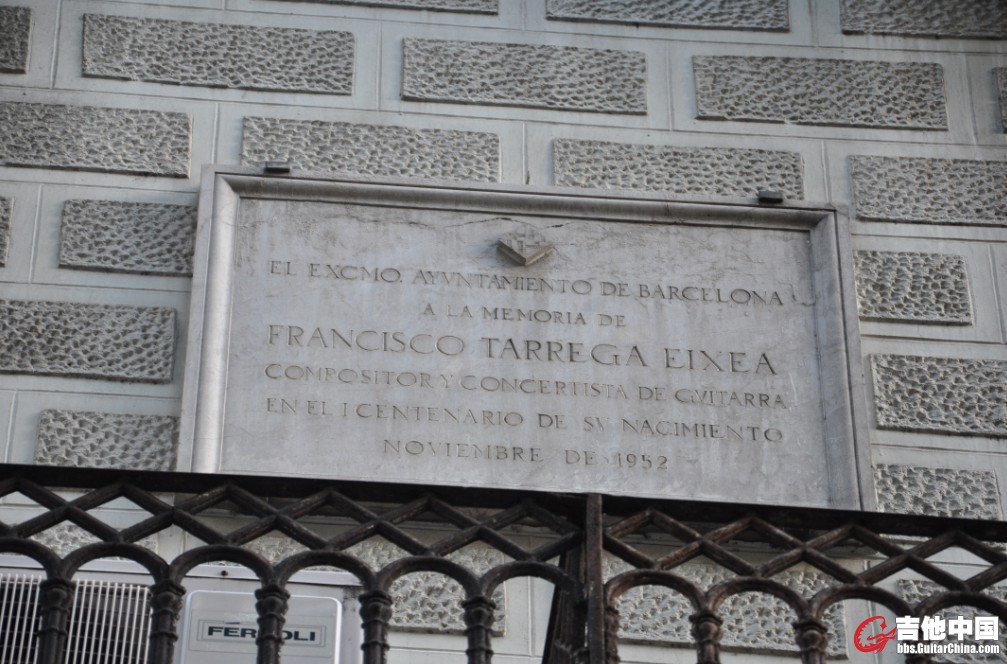 EL EXCMO. AYVNTAMIENTO DE BARCELONA
A LA MEMORIA DE
FRANCISCO TARREGA EIXEA
COMPOSITOR Y CONCERTISTA DE GVITARRA
EN EL I CENTENARIO DE SV NACIMIENTO
NOVIEMBRE DE 1952
FERROLI
吉他中国
bbs.GuitarChina.com